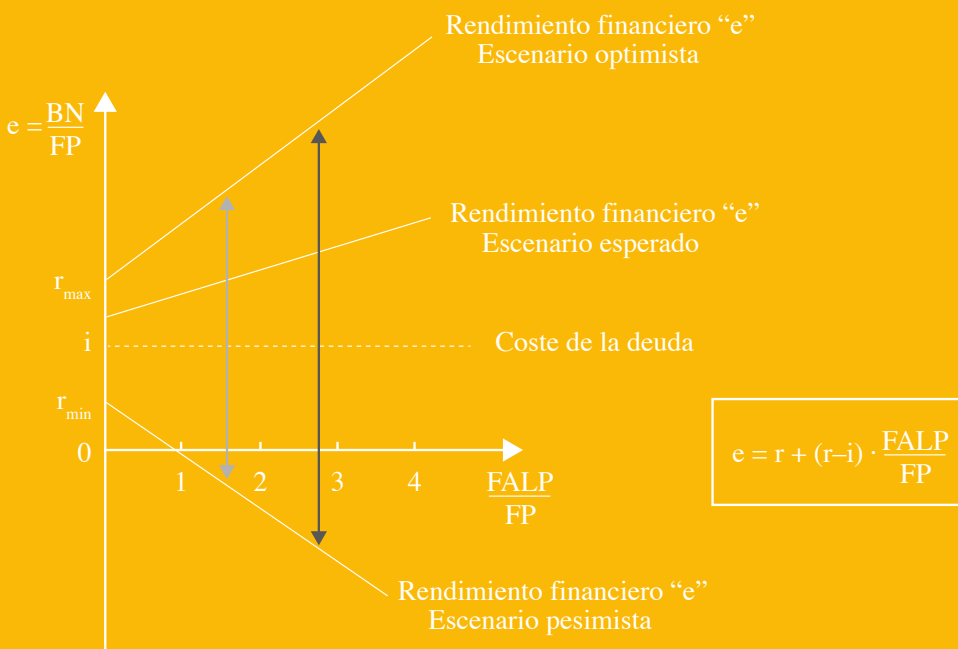 Rendimiento financiero “e”
Escenario optimista
e = BN
FP
Rendimiento financiero “e”
Escenario esperado
r max
i
Coste de la deuda
r min
0
1 2 3 4
FALP
FP
e = r + (r–i) · FALP
FP
Rendimiento financiero “e”
Escenario pesimista